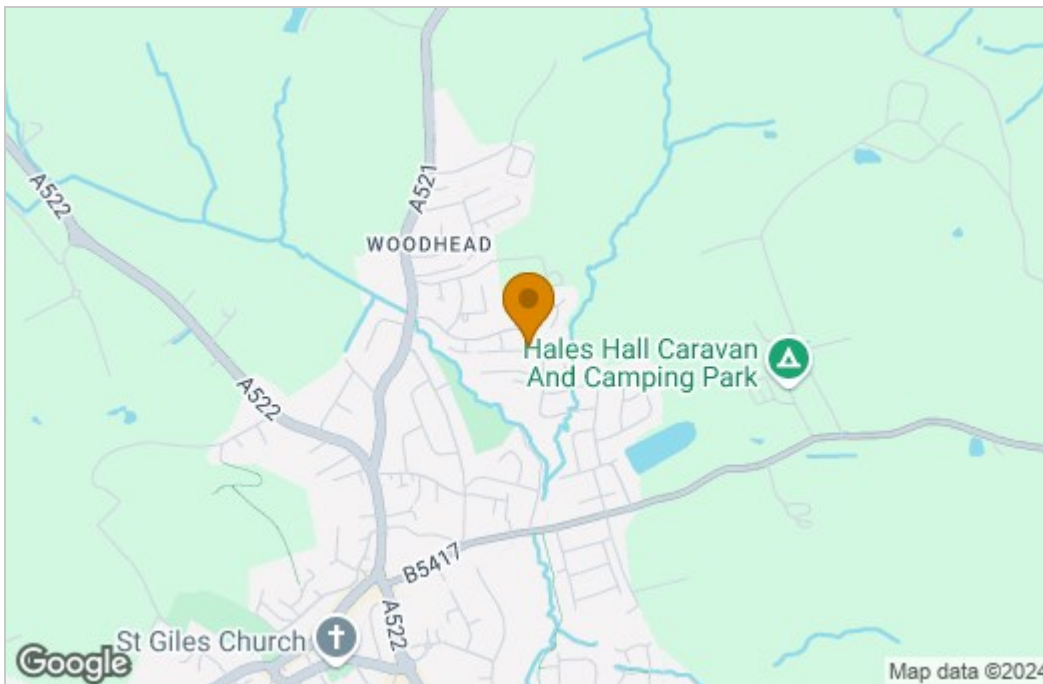 A521
A522
WOODHEAD
Hales Hall Caravan
And Camping Park
A522
B5417
A522
St Giles Church
Google
Map data ©2024